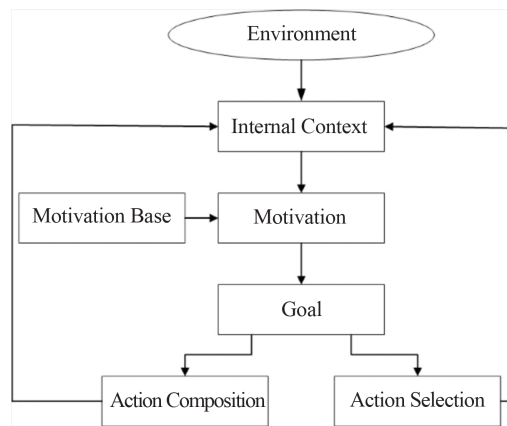 Environment
Internal Context
Motivation Base
Motivation
Goal
Action Composition
Action Selection